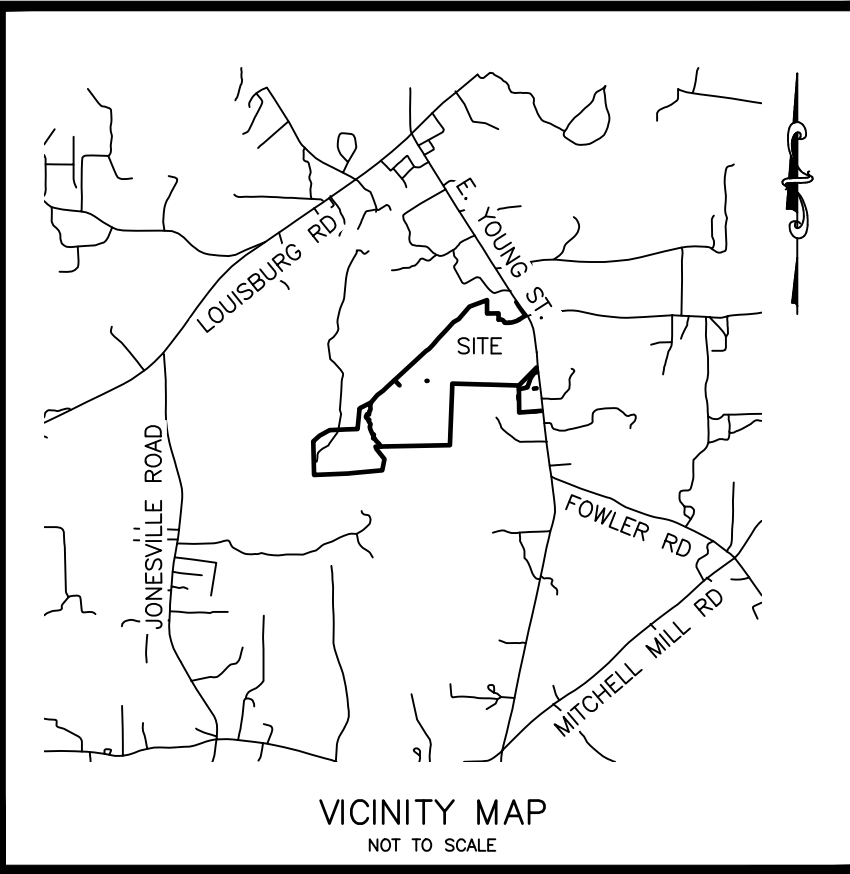 E. YOUNG ST.
LOUISBURG RD
SITE
JONESVILLE ROAD
FOWLER RD
MITCHELL MILL RD
VICINITY MAP
NOT TO SCALE